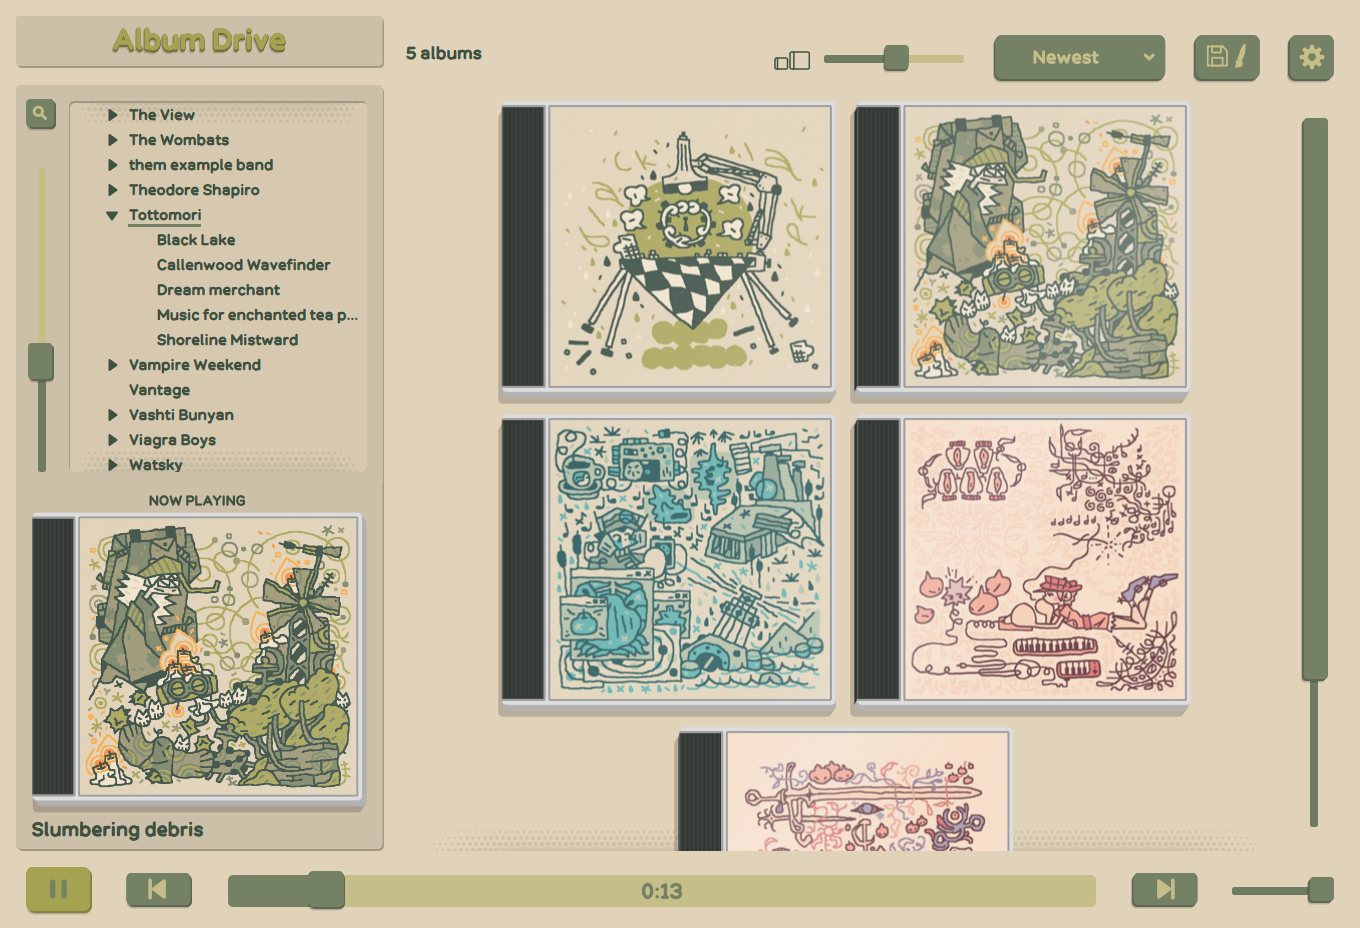 Album Drive
5 albums
Newest
The View
The Wombats
them example band
Theodore Shapiro
Tottomori
Black Lake
Callenwood Wavefinder
Dream merchant
Music for enchanted tea p...
Shoreline Mistward
Vampire Weekend
Vantage
Vashti Bunyan
Viagra Boys
Watsky
NOW PLAYING
Slumbering debris
0:13